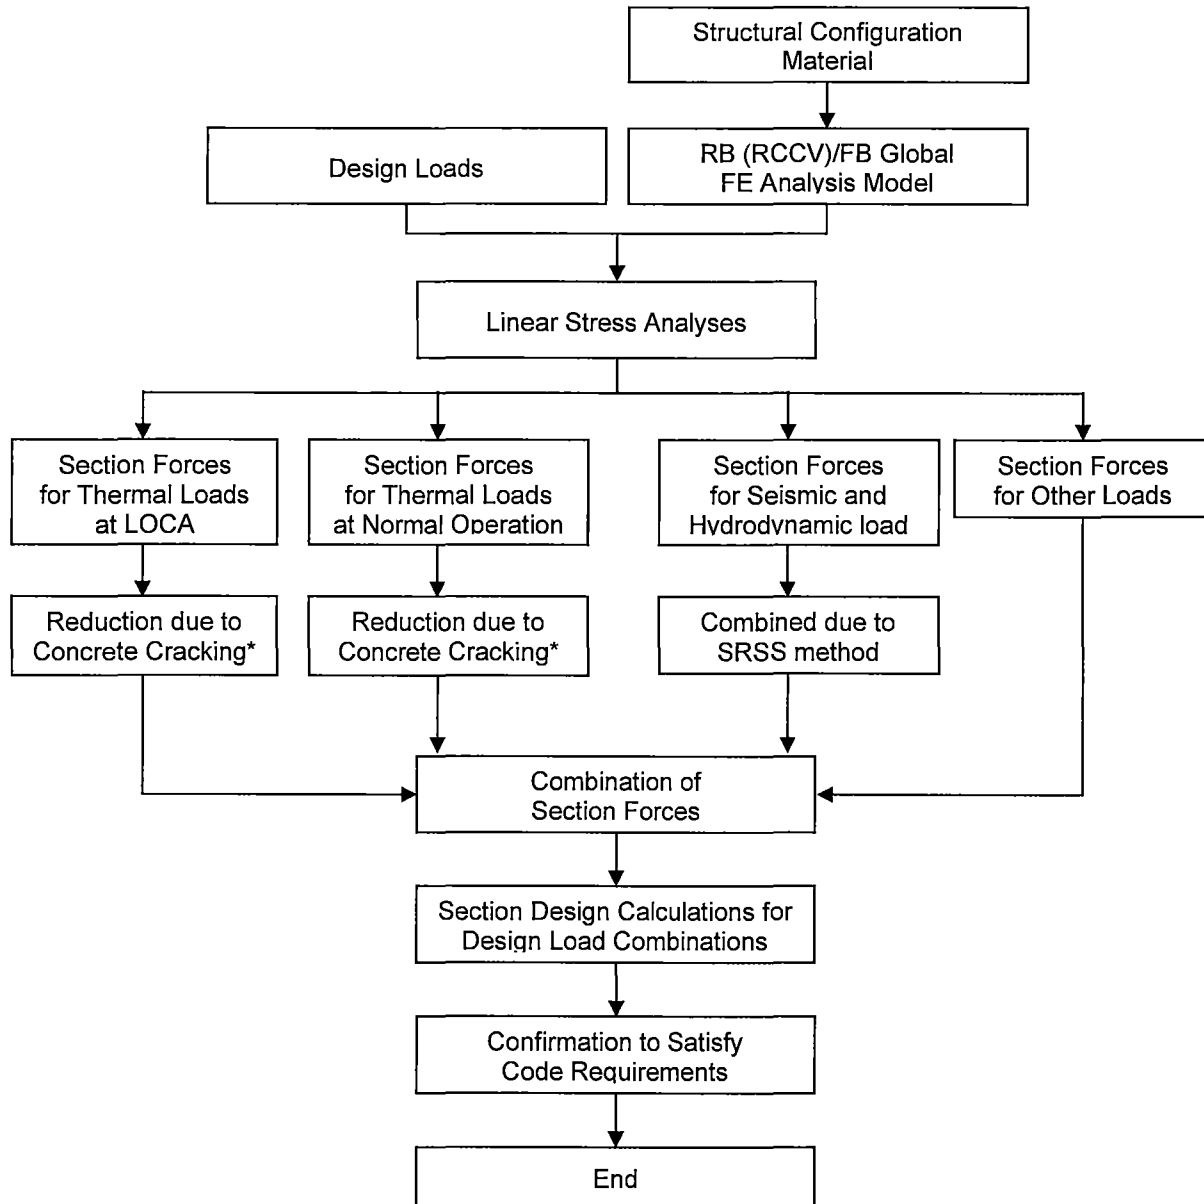 Structural Configuration
Material
Design Loads
RB (RCCV)/FB Global
FE Analysis Model
Linear Stress Analyses
Section Forces
for Thermal Loads
at LOCA
Section Forces
for Thermal Loads
at Normal Operation
Section Forces
for Seismic and
Hydrodynamic load
Section Forces
for Other Loads
Reduction due to
Concrete Cracking*
Reduction due to
Concrete Cracking*
Combined due to
SRSS method
Combination of
Section Forces
Section Design Calculations for
Design Load Combinations
Confirmation to Satisfy
Code Requirements
End